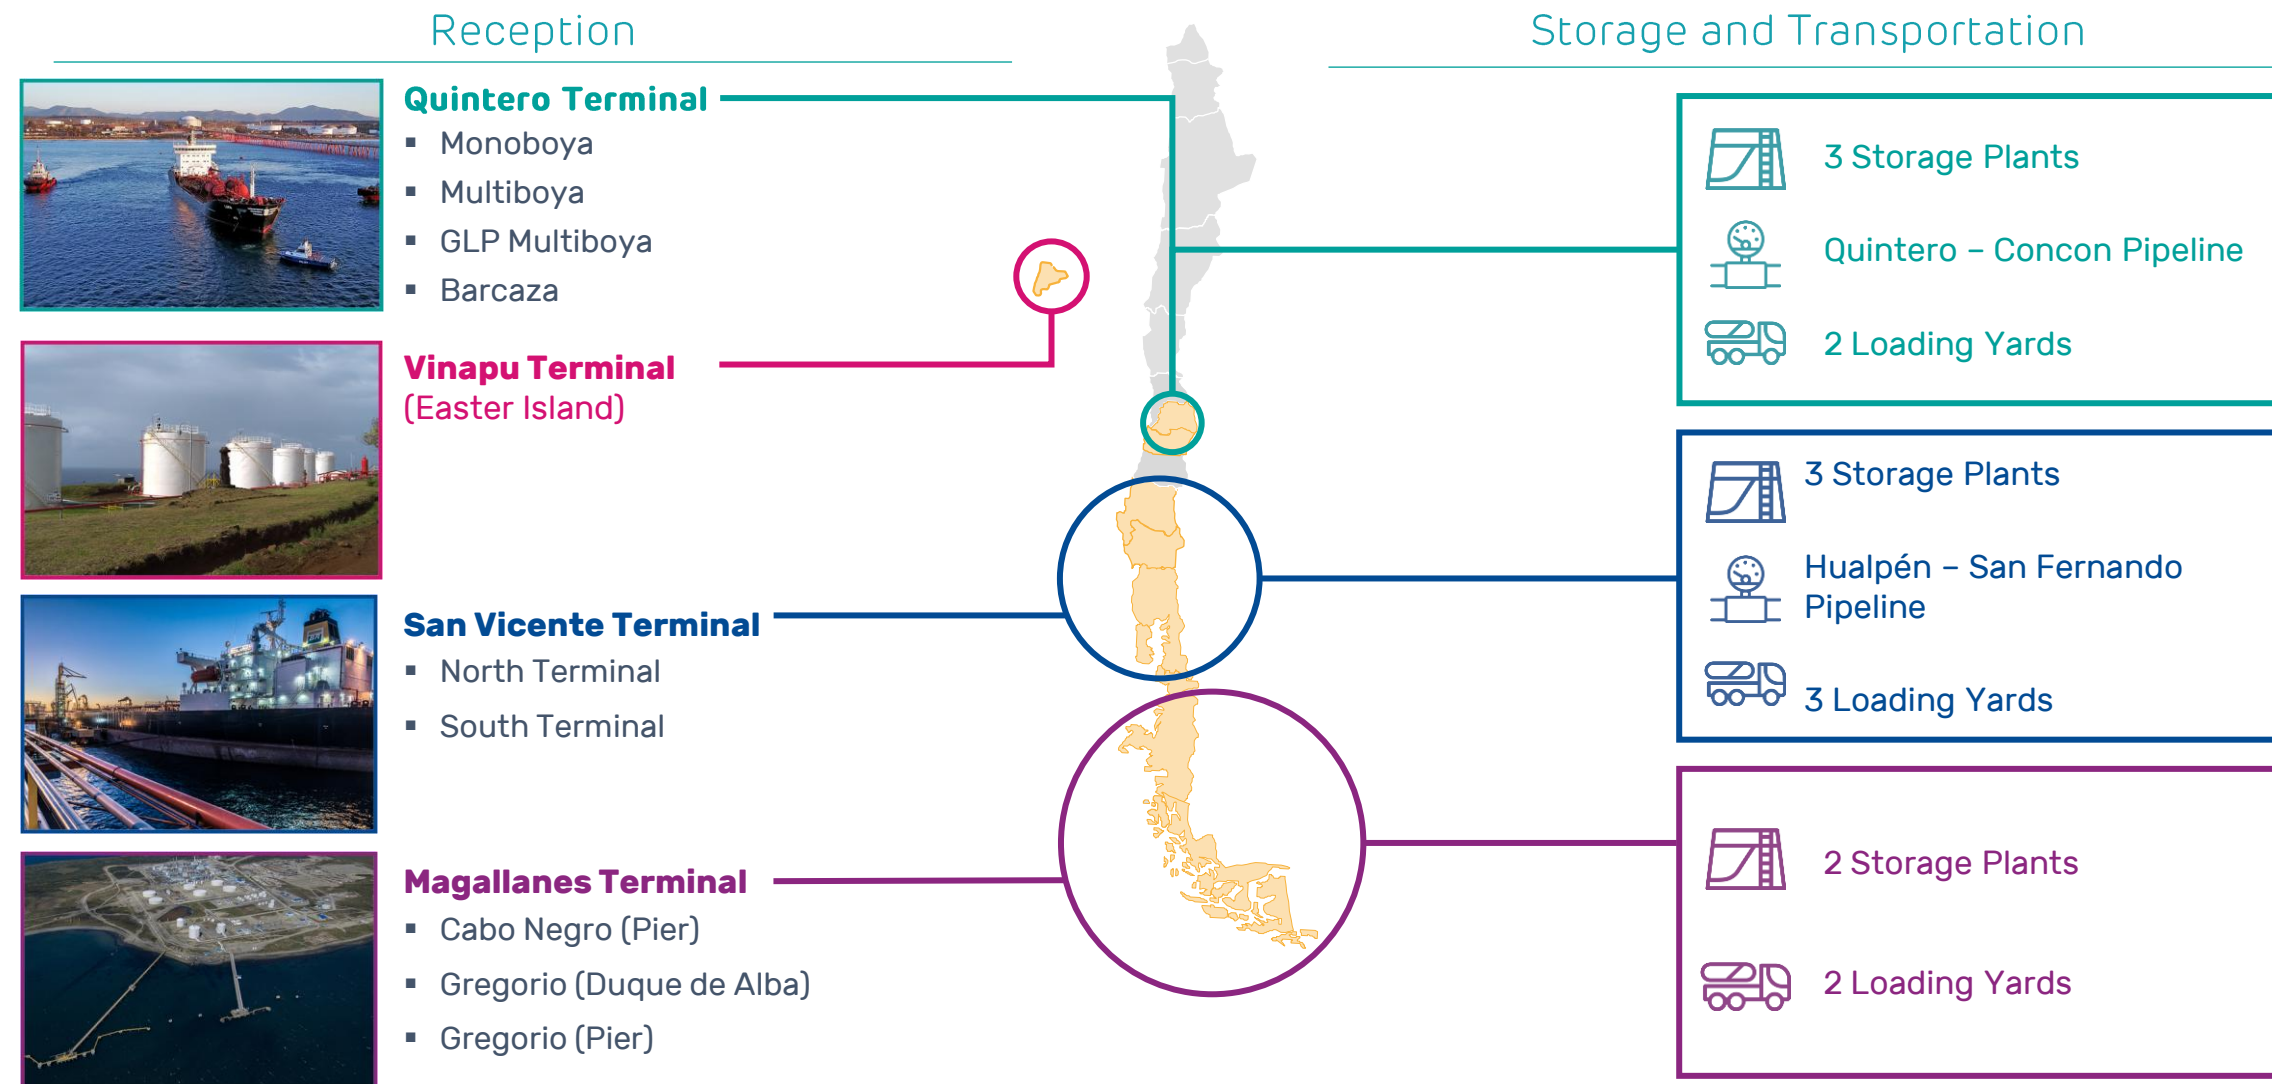 Reception
Quintero Terminal
▪ Monoboya
▪ Multiboya
▪ GLP Multiboya
▪ Barcaza
Vinapu Terminal
(Easter Island)
San Vicente Terminal
▪ North Terminal
▪ South Terminal
Magallanes Terminal
▪ Cabo Negro (Pier)
▪ Gregorio (Duque de Alba)
▪ Gregorio (Pier)
Storage and Transportation
3 Storage Plants
Quintero – Concon Pipeline
2 Loading Yards
3 Storage Plants
Hualpén – San Fernando
Pipeline
3 Loading Yards
2 Storage Plants
2 Loading Yards